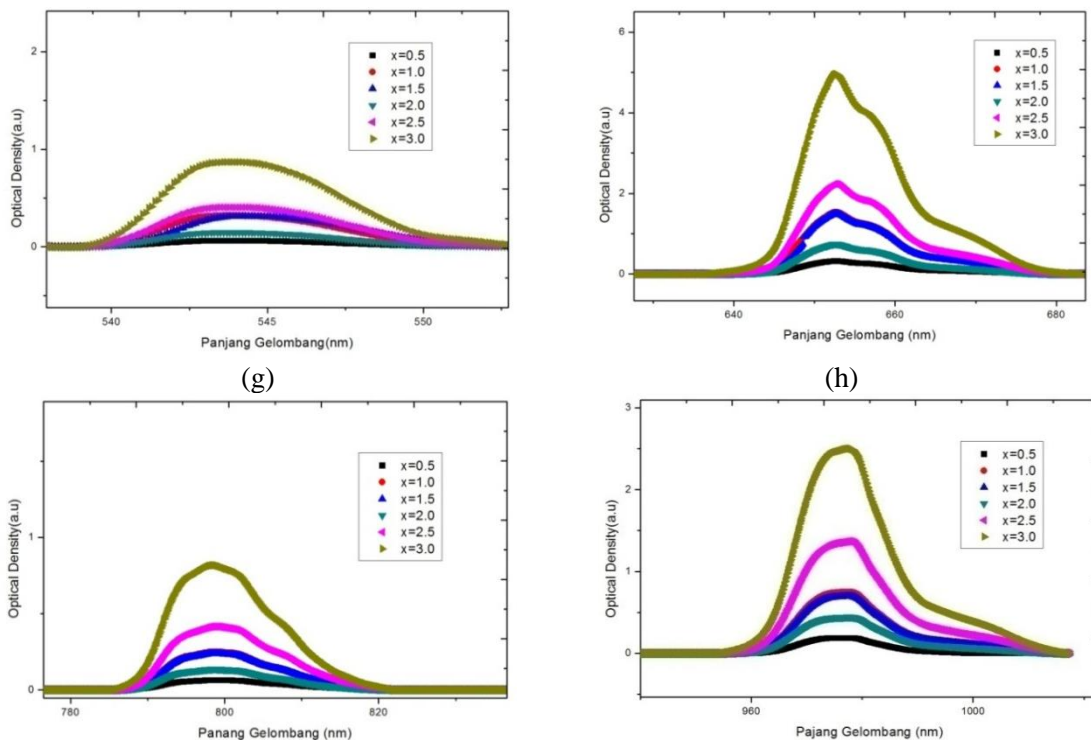 2
1
0
Optical Density(a.u)
x=0.5
x=1.0
x=1.5
x=2.0
x=2.5
x=3.0
540
545
550
Panjang Gelombang(nm)
(g)
6
4
2
0
Optical Density(a.u)
x=0.5
x=1.0
x=1.5
x=2.0
x=2.5
x=3.0
640
660
680
Panjang Gelombang (nm)
(h)
1
0
Optical Density(a.u)
x=0.5
x=1.0
x=1.5
x=2.0
x=2.5
x=3.0
780
800
820
Panang Gelombang (nm)
3
2
1
0
Optical Density(a.u)
x=0.5
x=1.0
x=1.5
x=2.0
x=2.5
x=3.0
960
1000
Pajang Gelombang (nm)